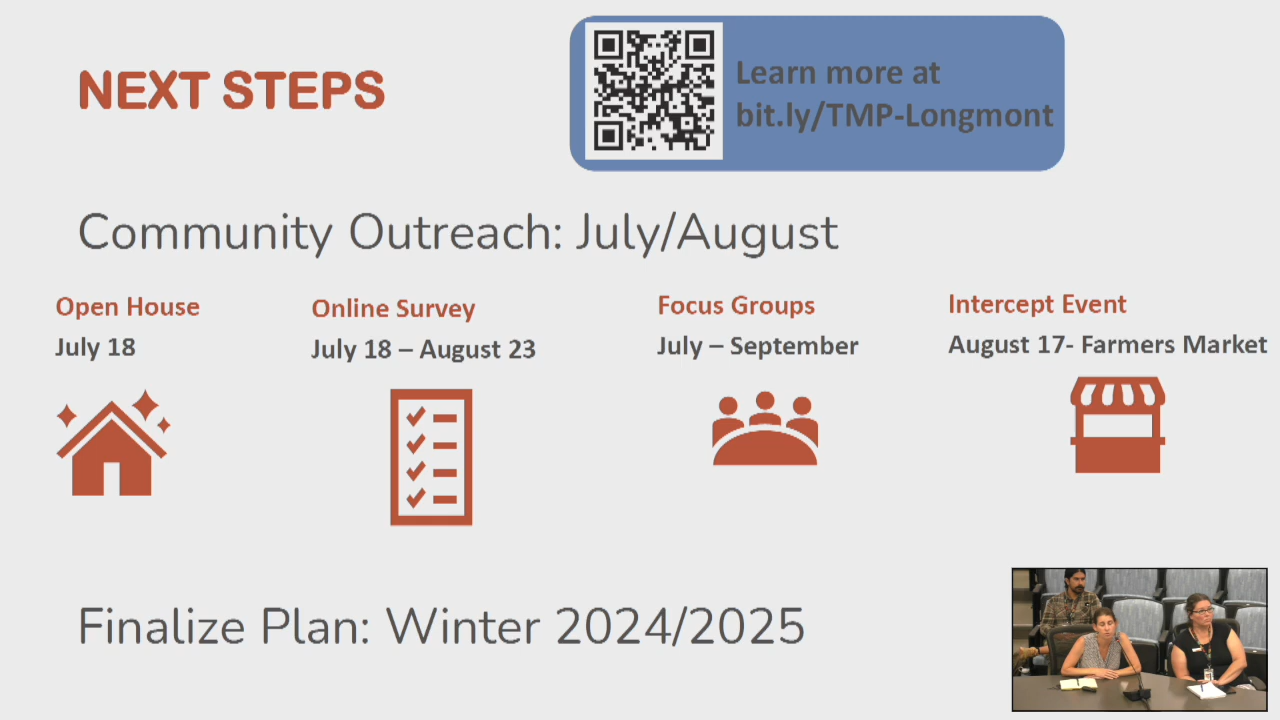 NEXT STEPS
Learn more at
bit.ly/TMP-Longmont
Community Outreach: July/August
Open House
July 18
Online Survey
July 18 – August 23
Focus Groups
July – September
Intercept Event
August 17- Farmers Market
Finalize Plan: Winter 2024/2025